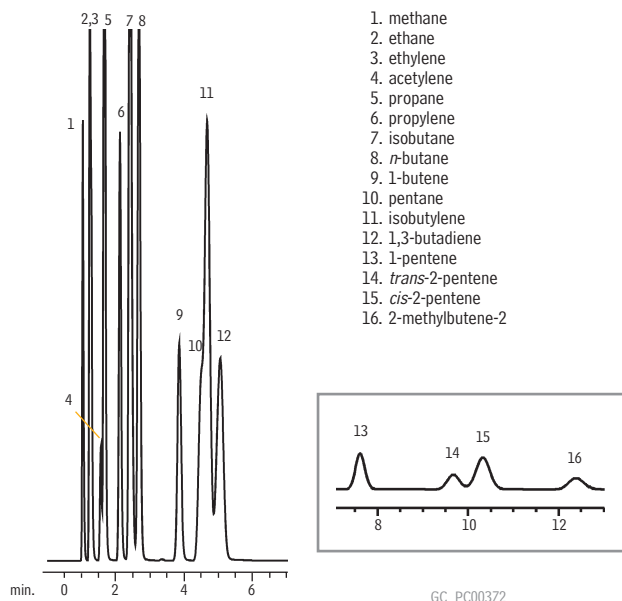 2,3
5
7
8
1
6
11
9
10
12
4
min.
0
2
4
6
1. methane
2. ethane
3. ethylene
4. acetylene
5. propane
6. propylene
7. isobutane
8. n-butane
9. 1-butene
10. pentane
11. isobutylene
12. 1,3-butadiene
13. 1-pentene
14. trans-2-pentene
15. cis-2-pentene
16. 2-methylbutene-2
13
14
15
16
8
10
12
GC_PC00372